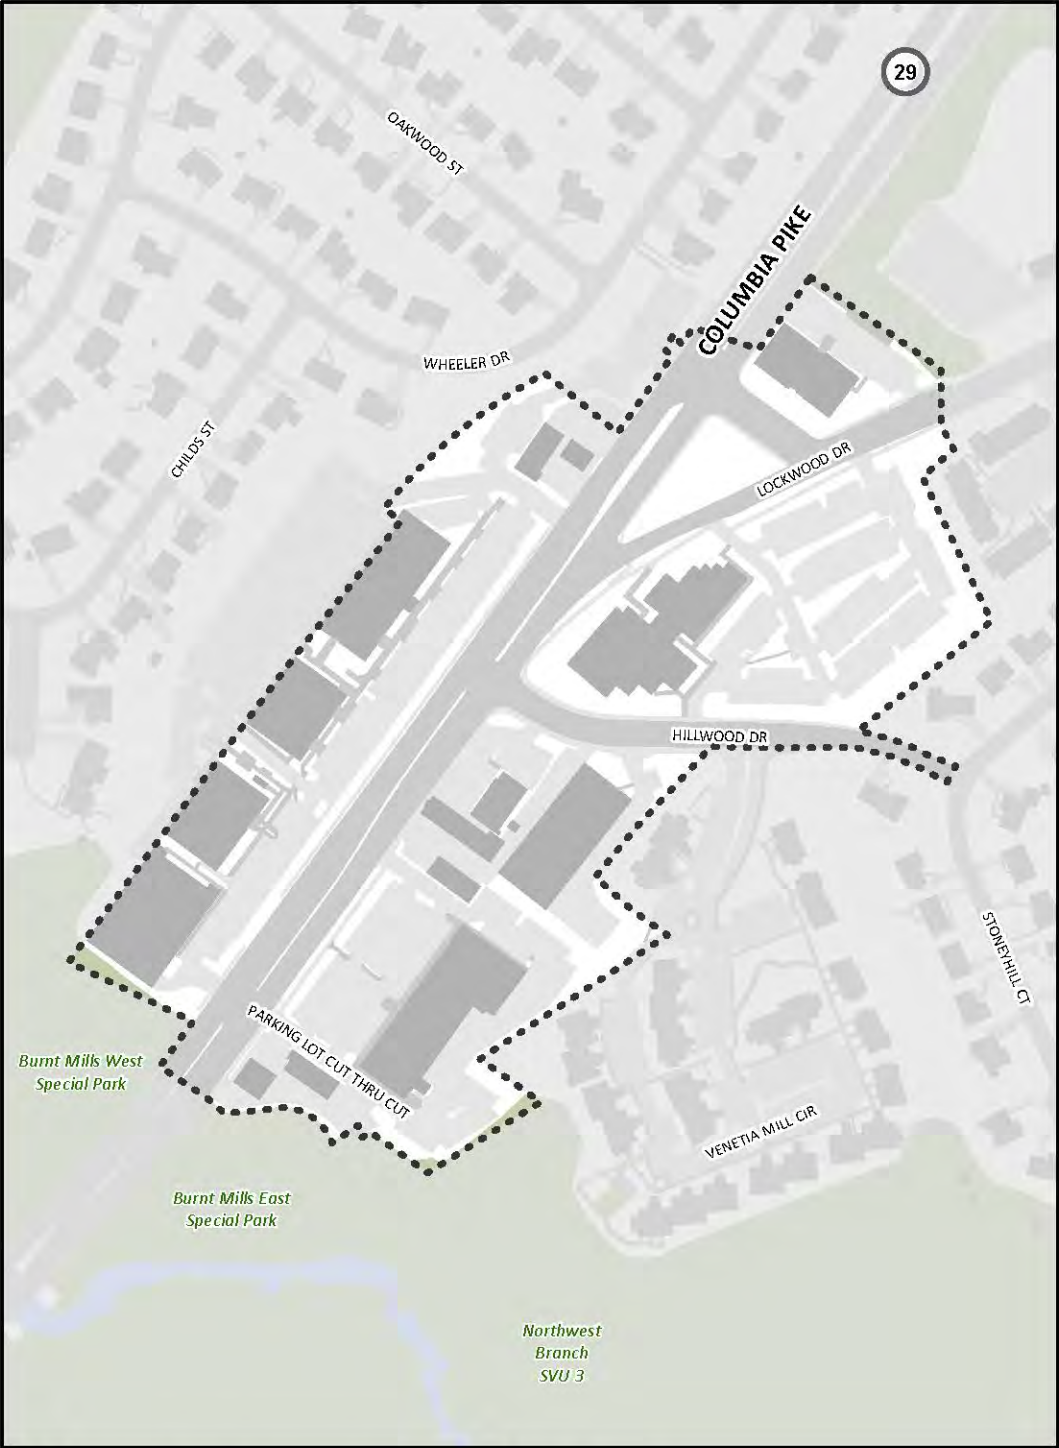 29
OAKWOOD ST
COLUMBIA PIKE
WHEELER DR
CHILDS ST
LOCKWOOD DR
HILLWOOD DR
STONEYHILL CT
PARKING LOT CUT THRU CUT
Burnt Mills West
Special Park
VENETIA MILL CIR
Burnt Mills East
Special Park
Northwest
Branch
SVU 3